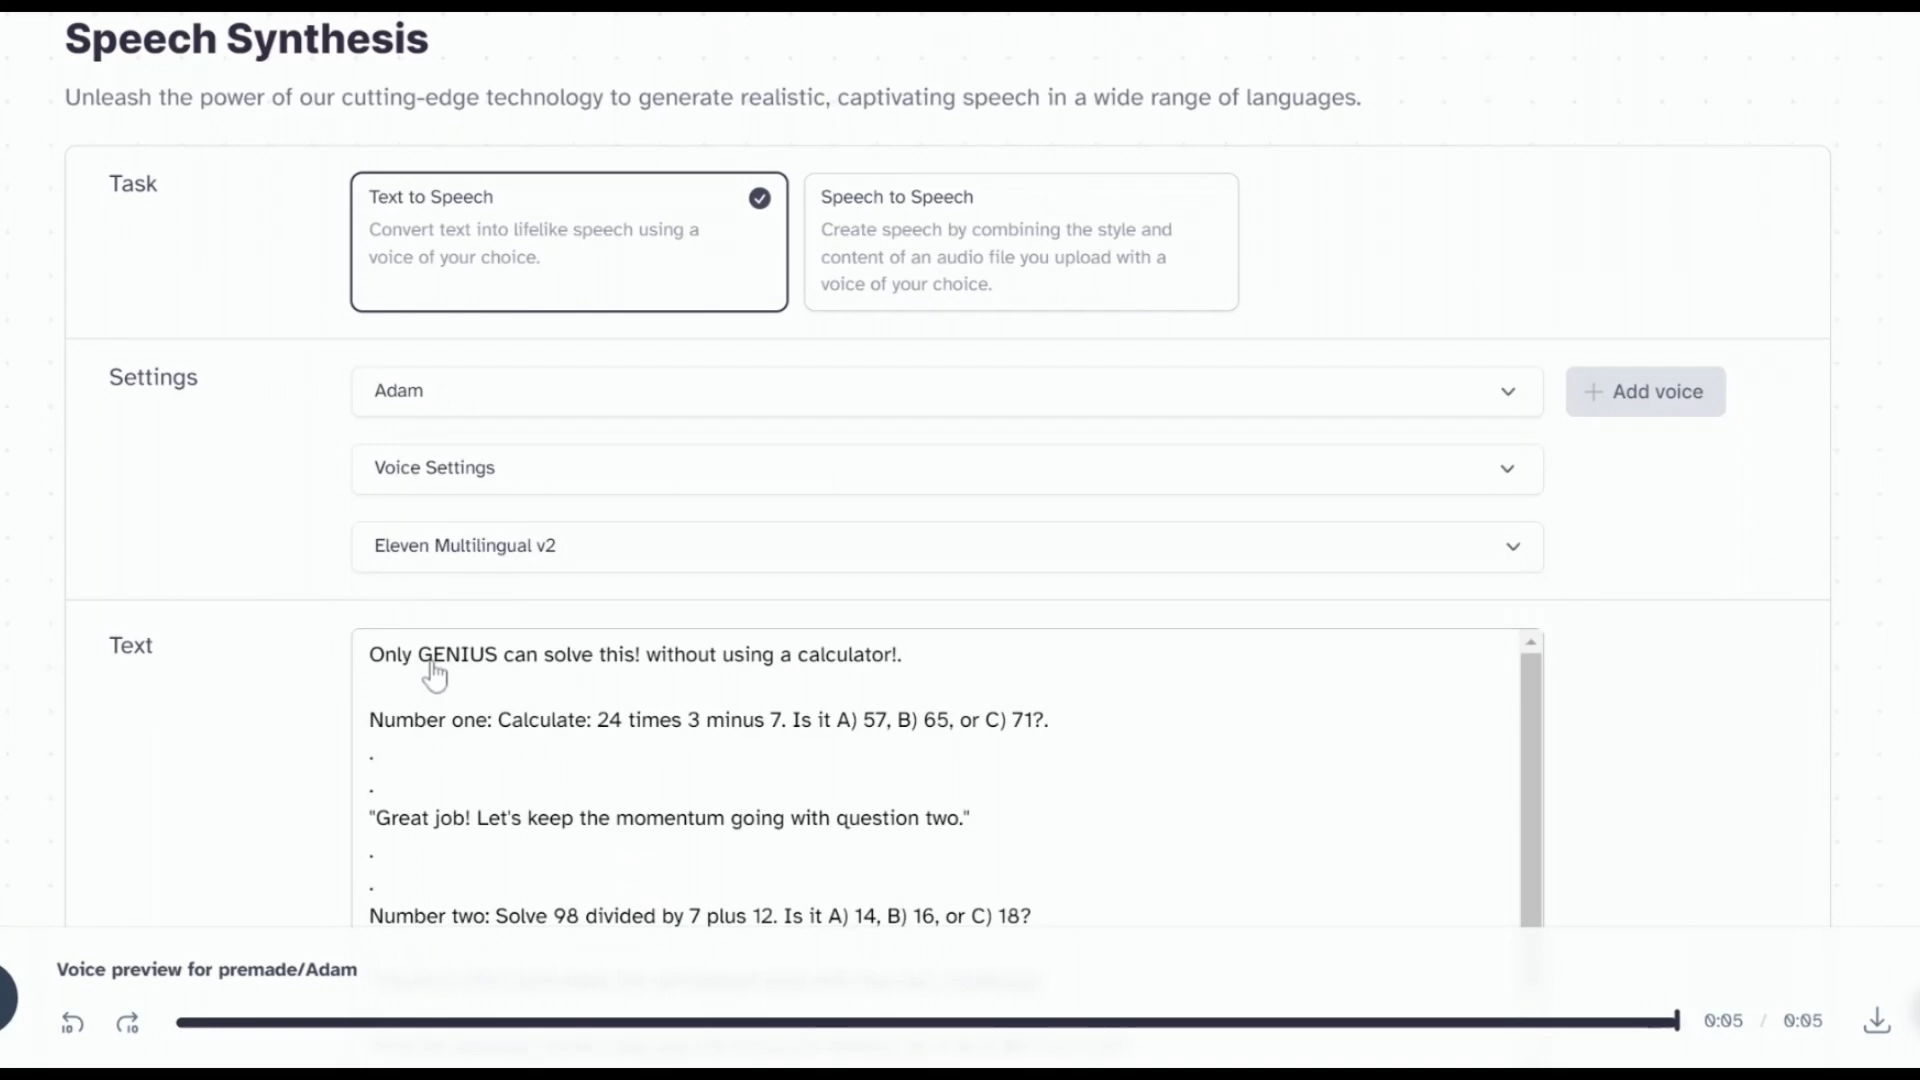 Speech Synthesis
Unleash the power of our cutting-edge technology to generate realistic, captivating speech in a wide range of languages.
Task
Text to Speech
Convert text into lifelike speech using a
voice of your choice.
Speech to Speech
Create speech by combining the style and
content of an audio file you upload with a
voice of your choice.
Settings
Adam
+ Add voice
Voice Settings
Eleven Multilingual v2
Text
Only GENIUS can solve this! without using a calculator!.
Number one: Calculate: 24 times 3 minus 7. Is it A) 57, B) 65, or C) 71?.
.
.
"Great job! Let's keep the momentum going with question two."
.
.
Number two: Solve 98 divided by 7 plus 12. Is it A) 14, B) 16, or C) 18?
Voice preview for premade/Adam
10
10
0:05 / 0:05